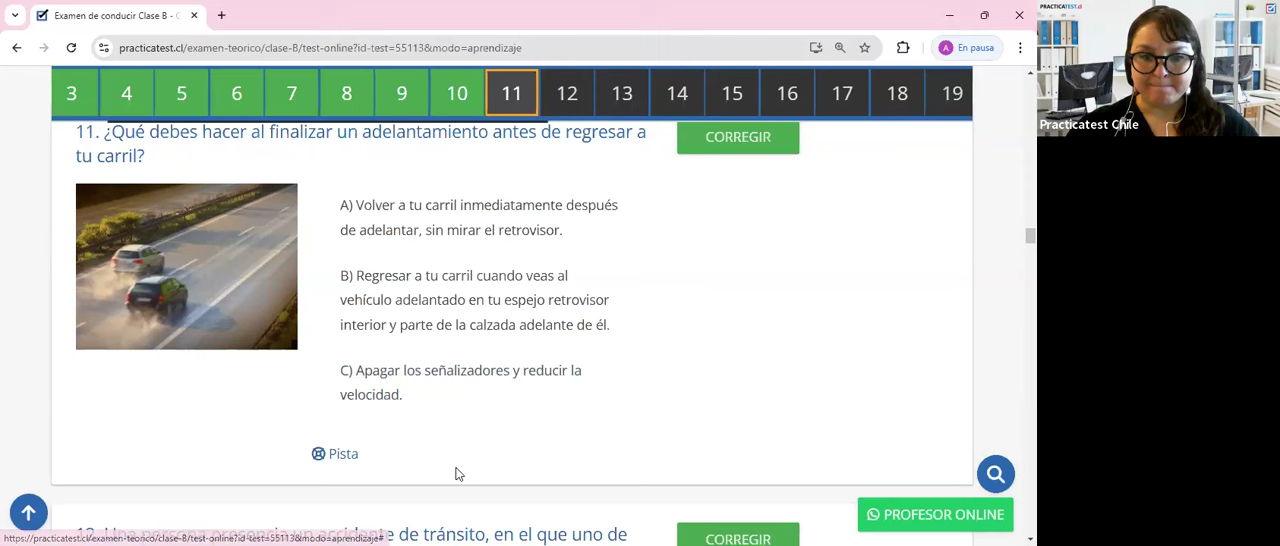 Examen de conducir Clase B - C
En pausa
practicatest.cl/examen-teorico/clase-B/test-online?id-test=55113&modo=aprendizaje
3 4 5 6 7 8 9 10 11 12 13 14 15 16 17 18 19
11. ¿Qué debes hacer al finalizar un adelantamiento antes de regresar a
tu carril?
CORREGIR
A) Volver a tu carril inmediatamente después
de adelantar, sin mirar el retrovisor.
B) Regresar a tu carril cuando veas al
vehículo adelantado en tu espejo retrovisor
interior y parte de la calzada adelante de él.
C) Apagar los señalizadores y reducir la
velocidad.
Pista
PROFESOR ONLINE
de tránsito, en el que uno de
CORREGIR
https://practicatest.cl/examen-teorico/clase-B/test-online?id-test=55113&modo=aprendizaje#
PRACTICATEST.cl
Practicatest Chile